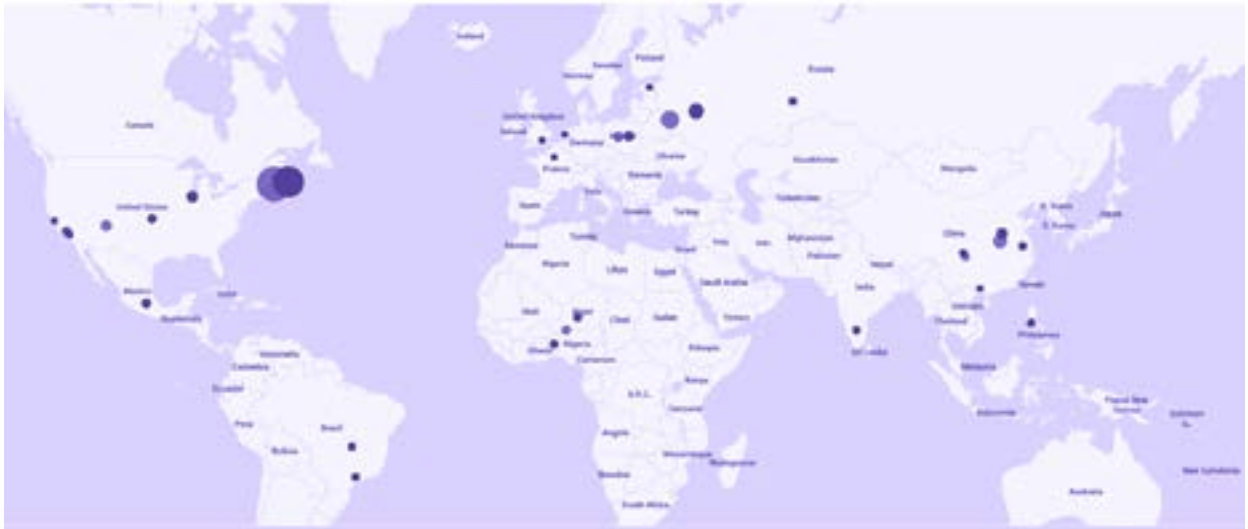 Iceland
Finland
Sweden
Norway
Russia
United Kingdom
Ireland
Canada
Germany
Ukraine
France
Kazakhstan
Mongolia
Romania
Italy
Spain
Greece
Turkey
United States
N. Korea
S. Korea
Japan
China
Tunisia
Morocco
Iraq
Iran
Afghanistan
Pakistan
Nepal
Algeria
Libya
Egypt
Saudi Arabia
India
Taiwan
Mexico
Cuba
Guatemala
Mali
Niger
Chad
Sudan
Yemen
Vietnam
Thailand
Philippines
Ghana
Nigeria
Cameroon
Ethiopia
Sri Lanka
Venezuela
Colombia
Ecuador
Kenya
Malaysia
D.R.C.
Tanzania
Indonesia
Papua New
Guinea
Solomon
Is.
Peru
Brazil
Bolivia
Angola
Mozambique
Madagascar
Namibia
South Africa
New Caledonia
Australia